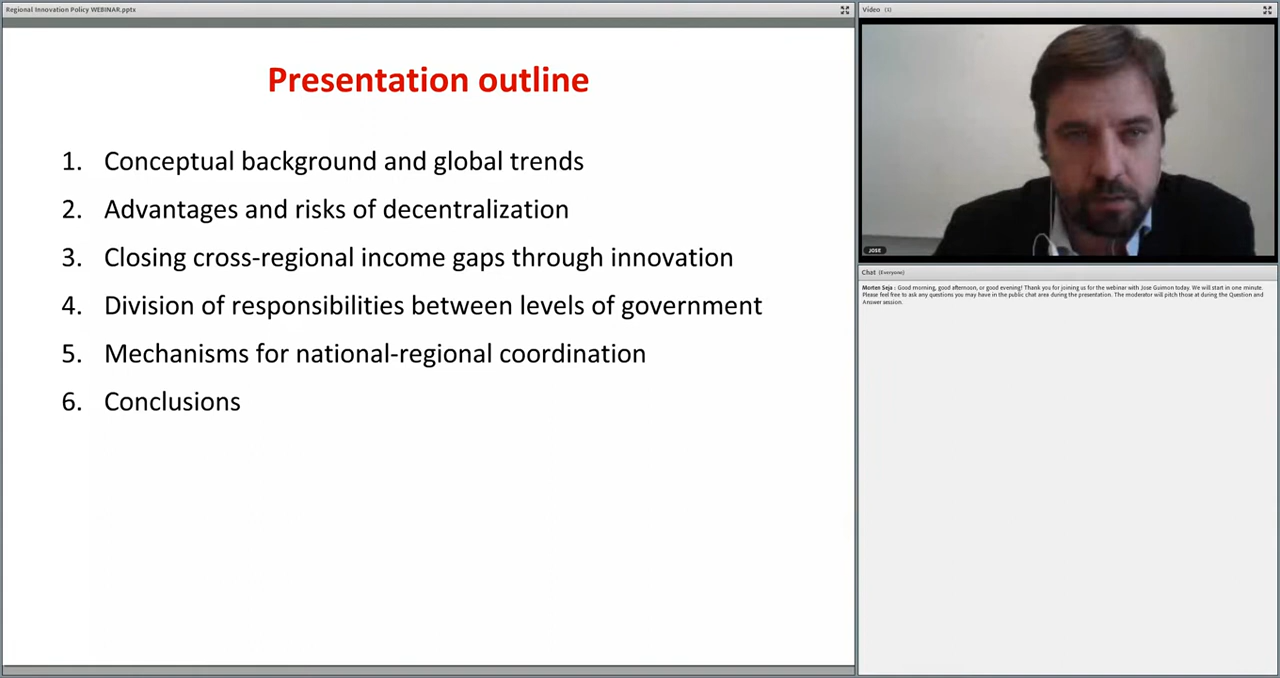 Regional Innovation Policy WEBINAR.pptx
Presentation outline
1. Conceptual background and global trends
2. Advantages and risks of decentralization
3. Closing cross-regional income gaps through innovation
4. Division of responsibilities between levels of government
5. Mechanisms for national-regional coordination
6. Conclusions
Video (3)
JOSE
Chat (Everyone)
Morten Seja : Good morning, good afternoon, or good evening! Thank you for joining us for the webinar with Jose Guimon today. We will start in one minute.
Please feel free to ask any questions you may have in the public chat area during the presentation. The moderator will pitch those at during the Question and
Answer session.